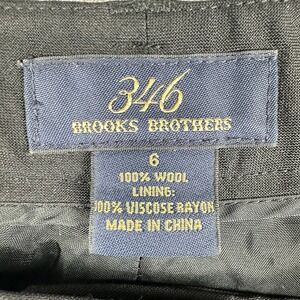 346
BROOKS BROTHERS
6
100% WOOL
LINING:
100% VISCOSE RAYON
MADE IN CHINA